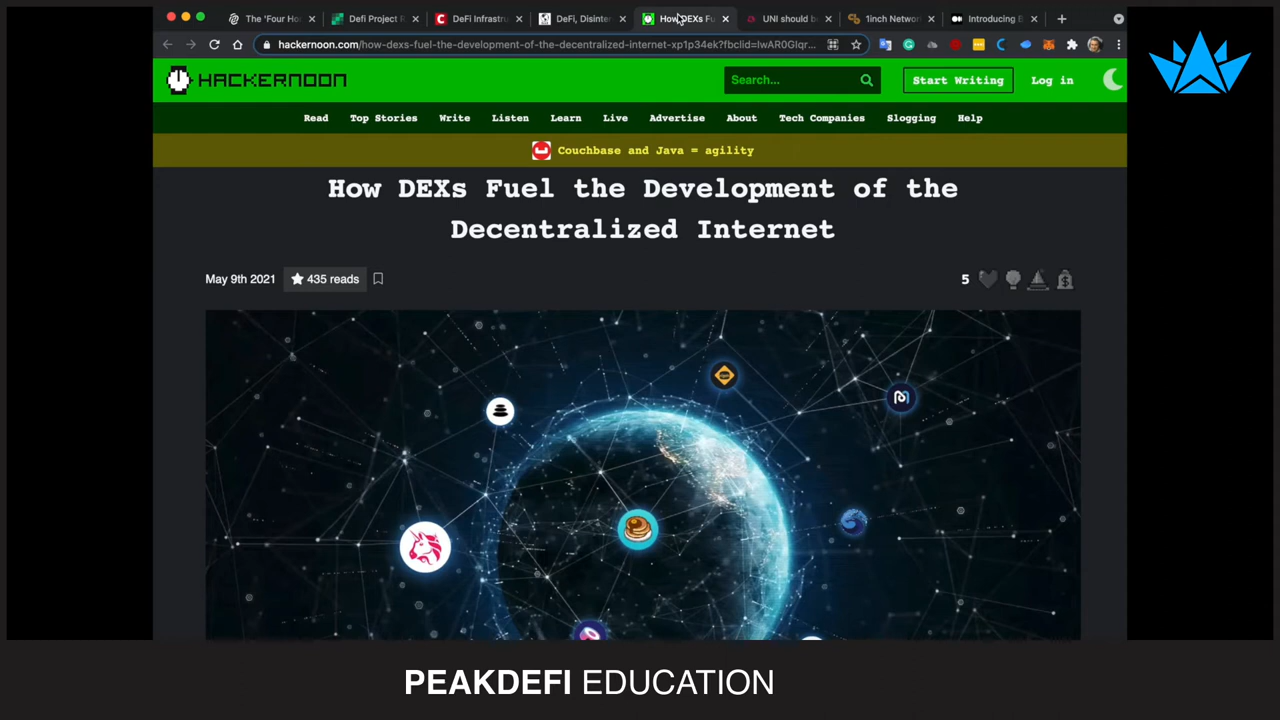 The 'Four Ho
Defi Project R
DeFi Infrastru
DeFi, Disinter
How DEXs Fu
UNI should b
1inch Networ
Introducing
hackernoon.com/how-dexs-fuel-the-development-of-the-decentralized-internet-xp1p34ek?fbclid=IwAR0Glqr...
HACKERNOON
Search...
Start Writing
Log in
Read
Top Stories
Write
Listen
Learn
Live
Advertise
About
Tech Companies
Slogging
Help
Couchbase and Java = agility
How DEXs Fuel the Development of the
Decentralized Internet
May 9th 2021
435 reads
5
PEAKDEFI EDUCATION